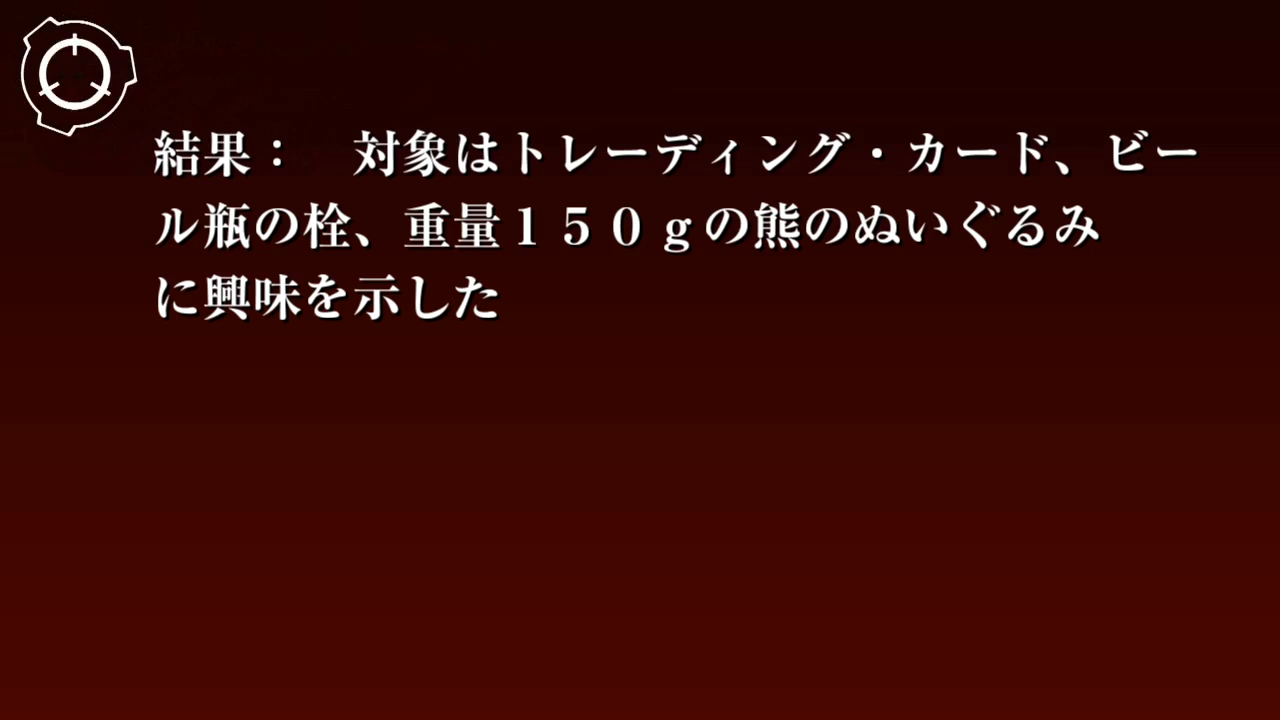 結果：　対象はトレーディング・カード、ビー
ル瓶の栓、重量１５０ｇの熊のぬいぐるみ
に興味を示した